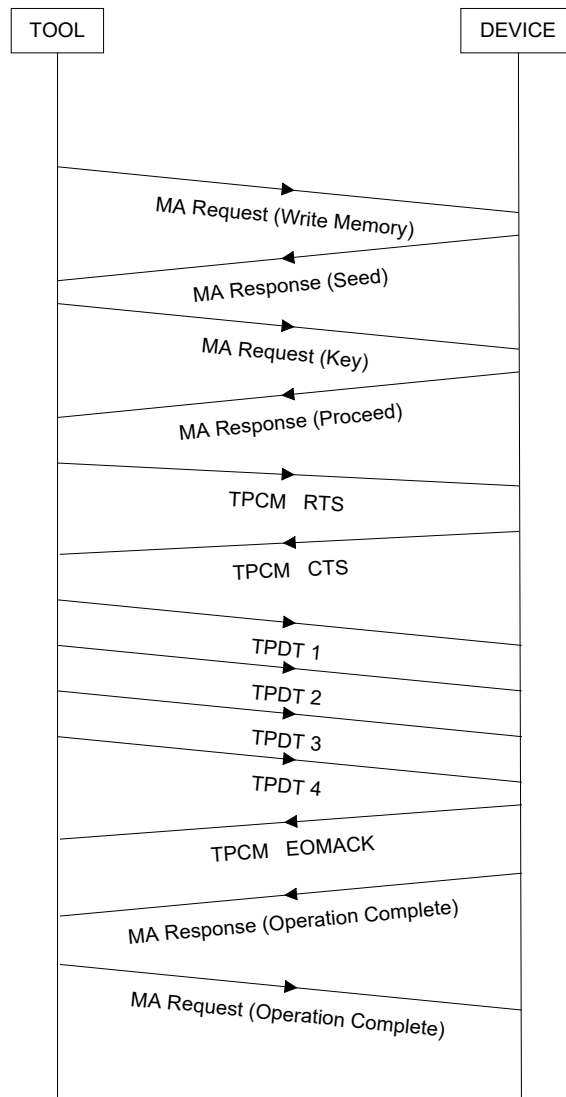 TOOL
DEVICE
MA Request (Write Memory)
MA Response (Seed)
MA Request (Key)
MA Response (Proceed)
TPCM RTS
TPCM CTS
TPDT 1
TPDT 2
TPDT 3
TPDT 4
TPCM EOMACK
MA Response (Operation Complete)
MA Request (Operation Complete)